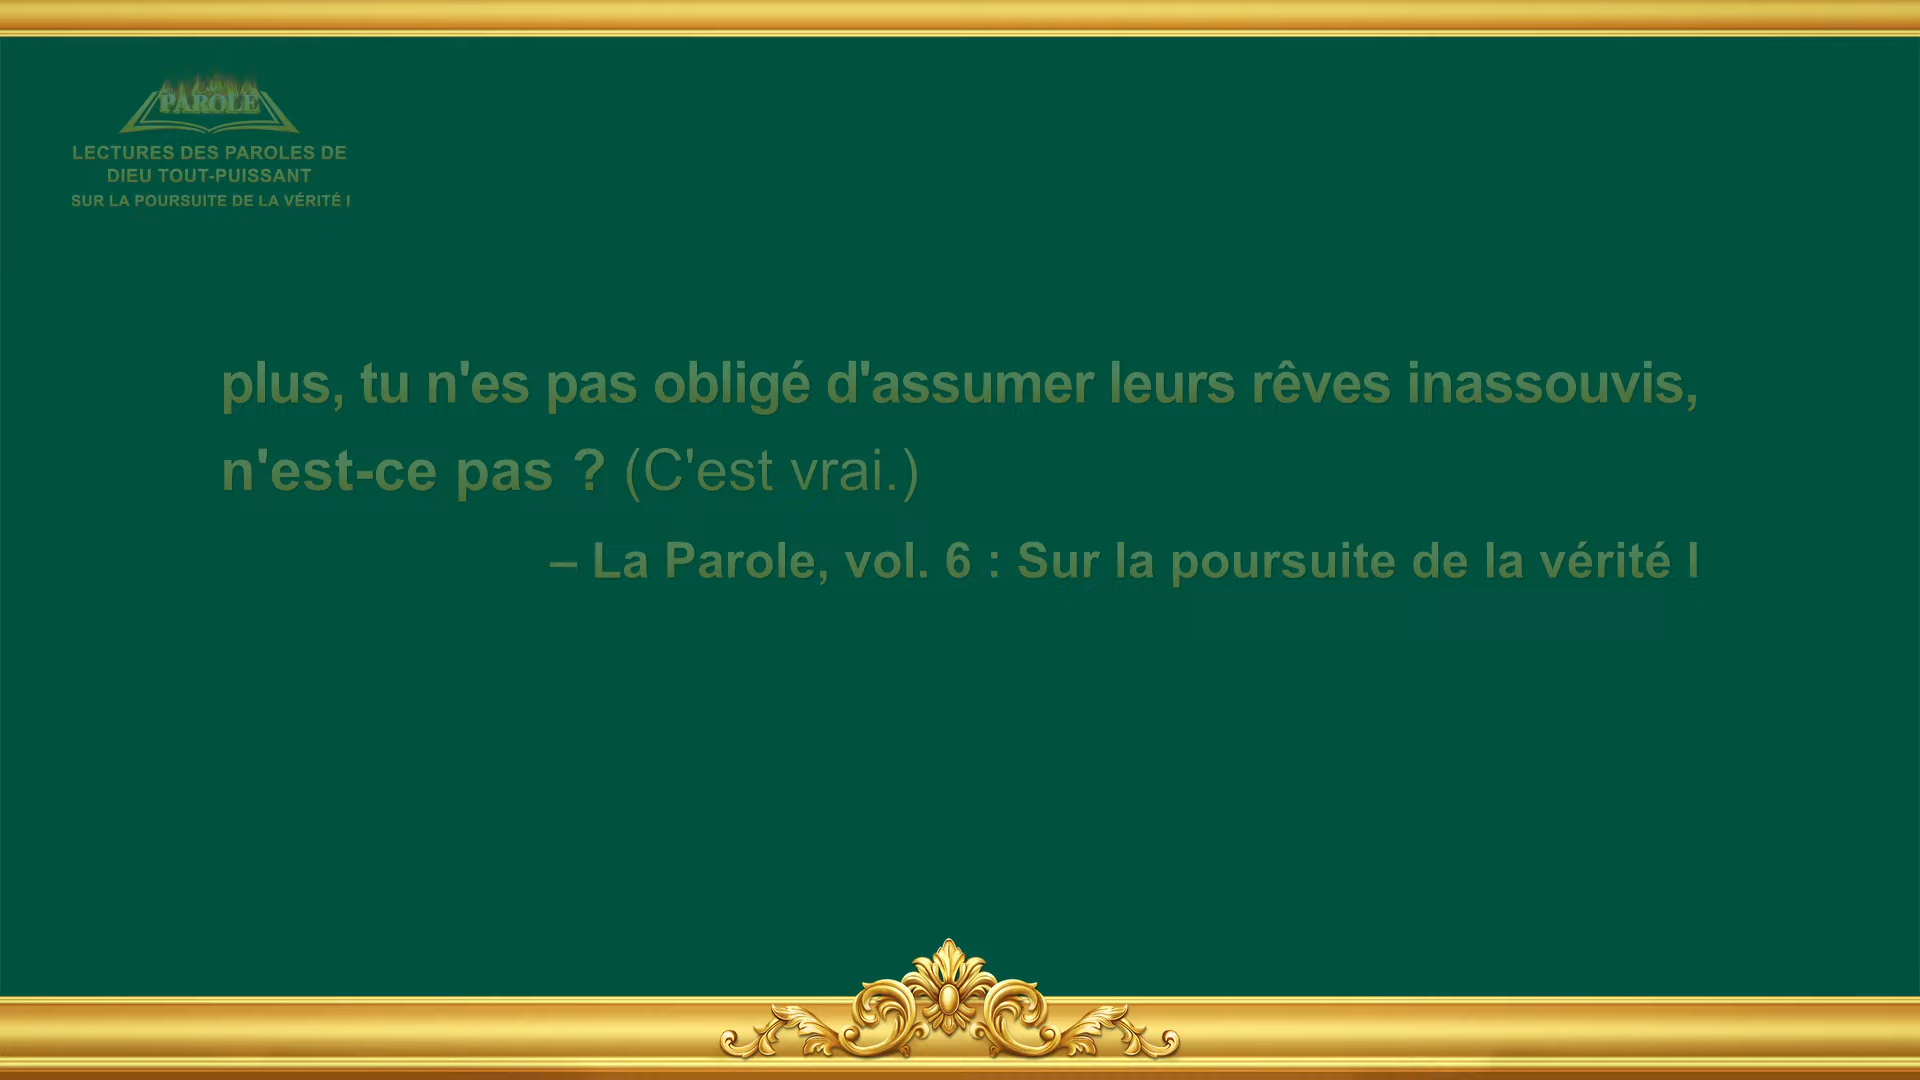 La
PAROLE
LECTURES DES PAROLES DE
DIEU TOUT-PUISSANT
SUR LA POURSUITE DE LA VÉRITÉ I
plus, tu n'es pas obligé d'assumer leurs rêves inassouvis,
n'est-ce pas ? (C'est vrai.)
– La Parole, vol. 6 : Sur la poursuite de la vérité I